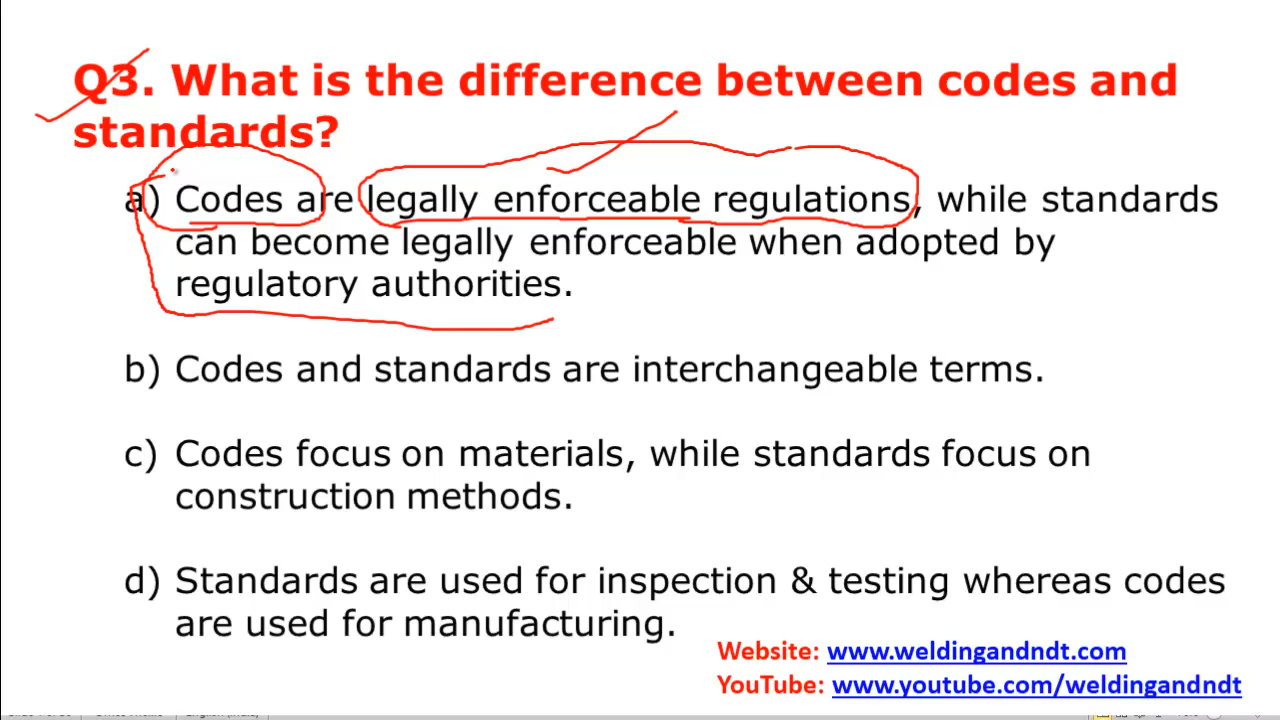 Q3. What is the difference between codes and
standards?
a) Codes are legally enforceable regulations, while standards
can become legally enforceable when adopted by
regulatory authorities.
b) Codes and standards are interchangeable terms.
c) Codes focus on materials, while standards focus on
construction methods.
d) Standards are used for inspection & testing whereas codes
are used for manufacturing.
Website: www.weldingandndt.com
YouTube: www.youtube.com/weldingandndt